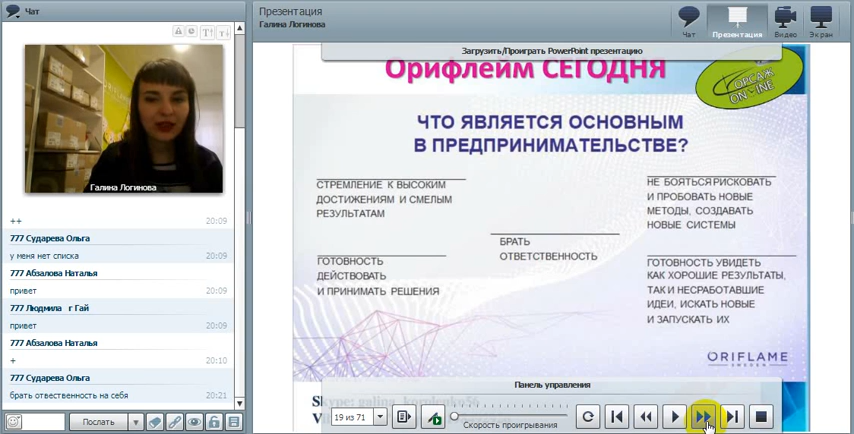 Чат
Презентация
Галина Логинова
Чат
Презентация
Видео
Экран
Галина Логинова
++ 20:09
777 Сударева Ольга
у меня нет списка 20:09
777 Абзалова Наталья
привет 20:09
777 Людмила г Гай
привет 20:09
777 Абзалова Наталья
+ 20:10
777 Сударева Ольга
брать отвественность на себя 20:21
Послать
Загрузить/Проиграть PowerPoint презентацию
Орифлейм СЕГОДНЯ
ОРСАЖ
ON-INE
ЧТО ЯВЛЯЕТСЯ ОСНОВНЫМ
В ПРЕДПРИНИМАТЕЛЬСТВЕ?
СТРЕМЛЕНИЕ К ВЫСОКИМ
ДОСТИЖЕНИЯМ И СМЕЛЫМ
РЕЗУЛЬТАТАМ
НЕ БОЯТЬСЯ РИСКОВАТЬ
И ПРОБОВАТЬ НОВЫЕ
МЕТОДЫ, СОЗДАВАТЬ
НОВЫЕ СИСТЕМЫ
БРАТЬ
ОТВЕТСТВЕННОСТЬ
ГОТОВНОСТЬ
ДЕЙСТВОВАТЬ
И ПРИНИМАТЬ РЕШЕНИЯ
ГОТОВНОСТЬ УВИДЕТЬ
КАК ХОРОШИЕ РЕЗУЛЬТАТЫ,
ТАК И НЕСРАБОТАВШИЕ
ИДЕИ, ИСКАТЬ НОВЫЕ
И ЗАПУСКАТЬ ИХ
ORIFLAME
SWEDEN
Панель управления
19 из 71
Скорость проигрывания